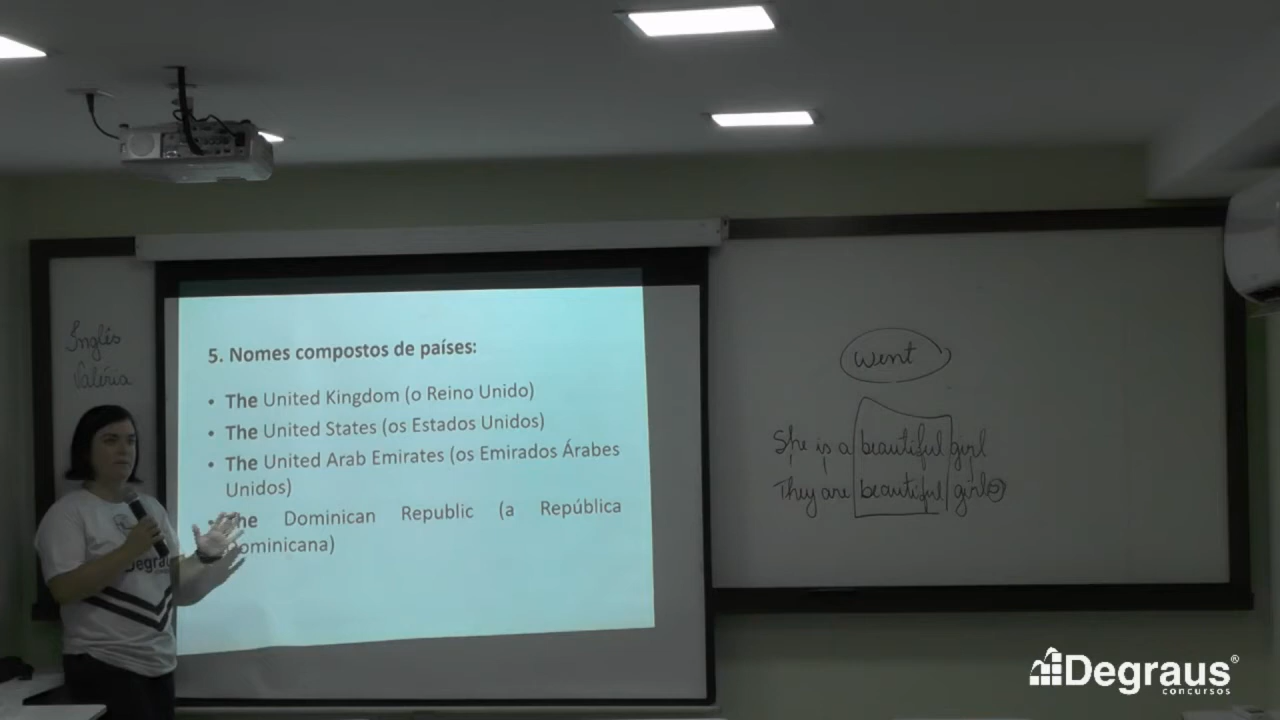 Inglês
Valéria
5. Nomes compostos de países:
• The United Kingdom (o Reino Unido)
• The United States (os Estados Unidos)
• The United Arab Emirates (os Emirados Árabes
Unidos)
• The Dominican Republic (a República
Dominicana)
went
She is a beautiful girl
They are beautiful girls
Degraus
Degraus®
concursos